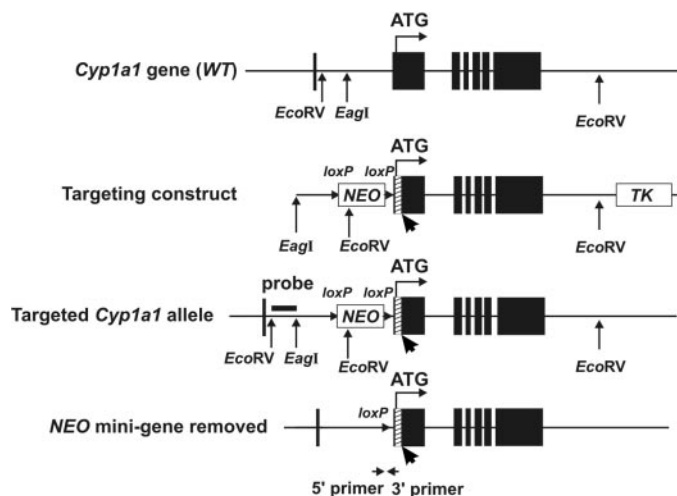 ATG
Cyp1a1 gene (WT)
EcoRV EagI EcoRV
ATG
loxP loxP
Targeting construct NEO TK
EagI EcoRV EcoRV
probe ATG
loxP loxP
Targeted Cyp1a1 allele NEO
EcoRV EagI EcoRV EcoRV
ATG
loxP
NEO mini-gene removed
5' primer 3' primer